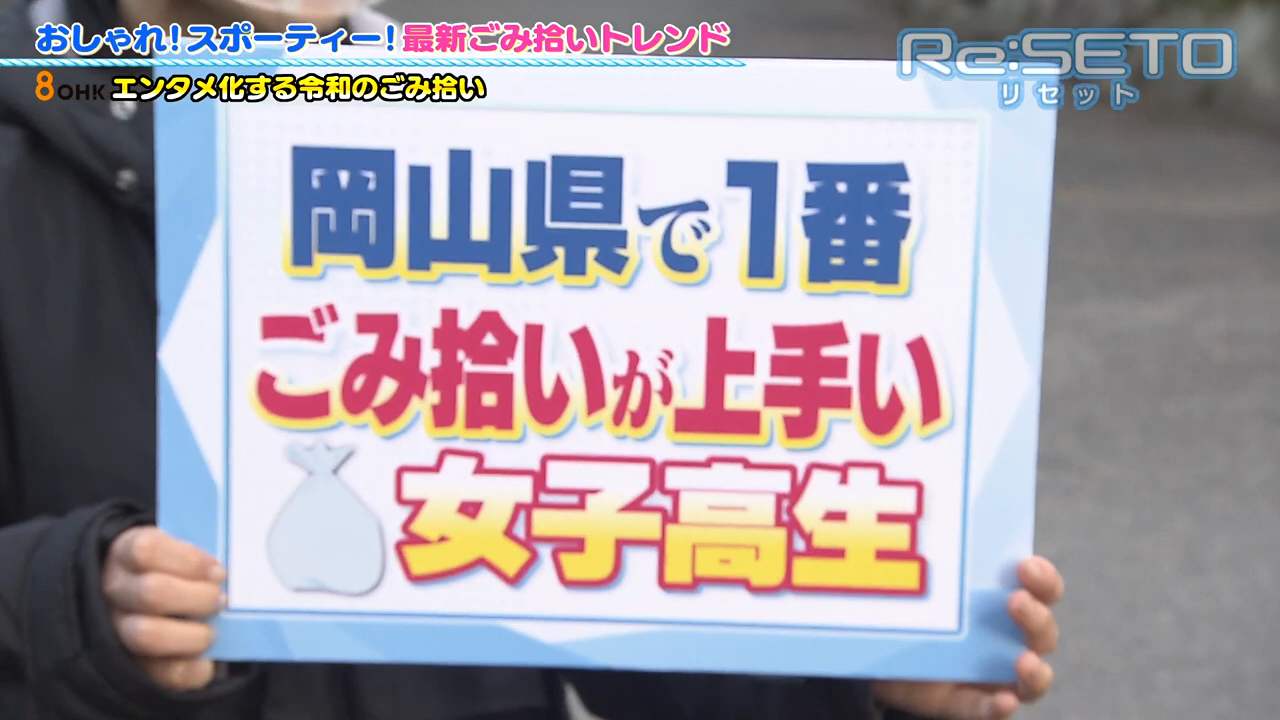 おしゃれ！スポーティー！最新ごみ拾いトレンド
Re:SETO
リセット
8OHK エンタメ化する令和のごみ拾い
岡山県で1番
ごみ拾いが上手い
女子高生